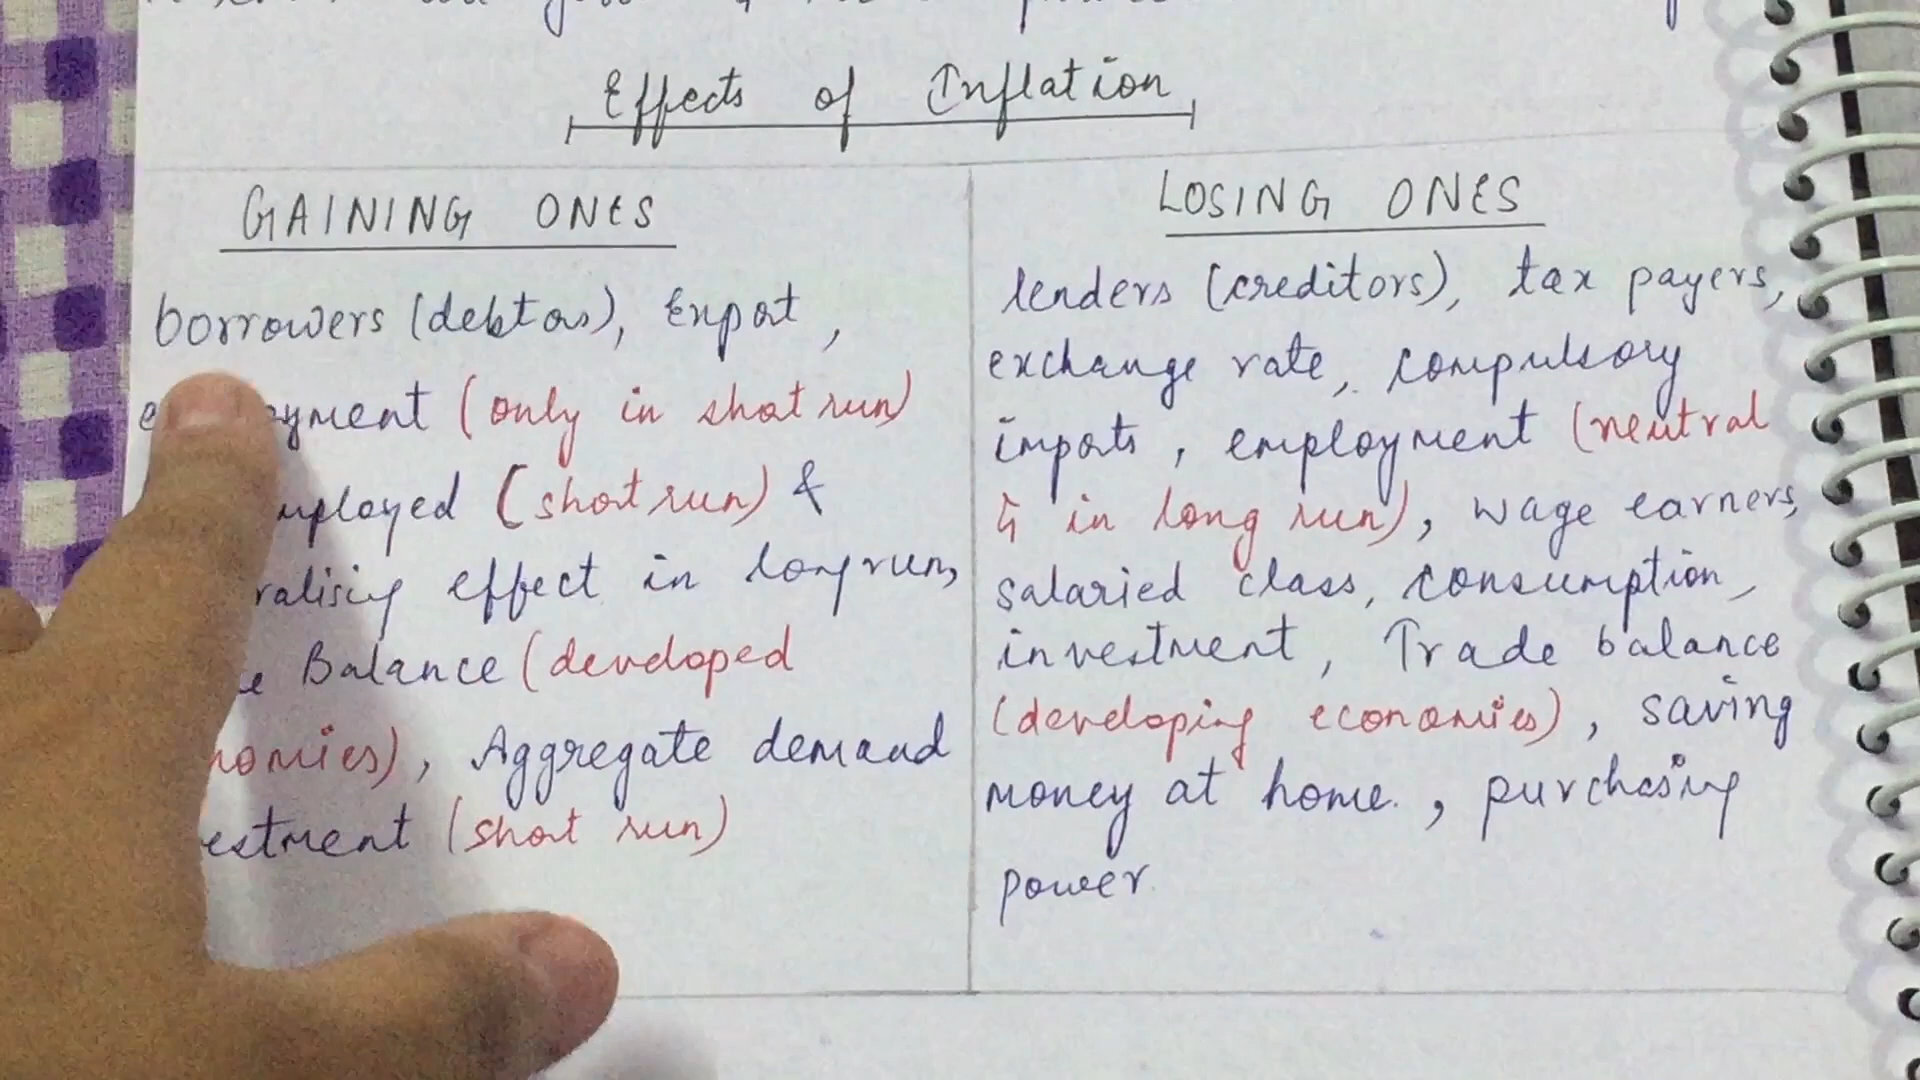 Effects of Inflation
GAINING ONES
borrowers (debtors), Export,
yment (only in short run)
mployed (short run) &
ralising effect in long run,
Balance (developed
nomies), Aggregate demand
estment (short run)
LOSING ONES
lenders (creditors), tax payers,
exchange rate, compulsory
imports, employment (neutral
in long run), wage earners,
salaried class, consumption,
investment, Trade balance
(developing economies), saving
money at home., purchasing
power